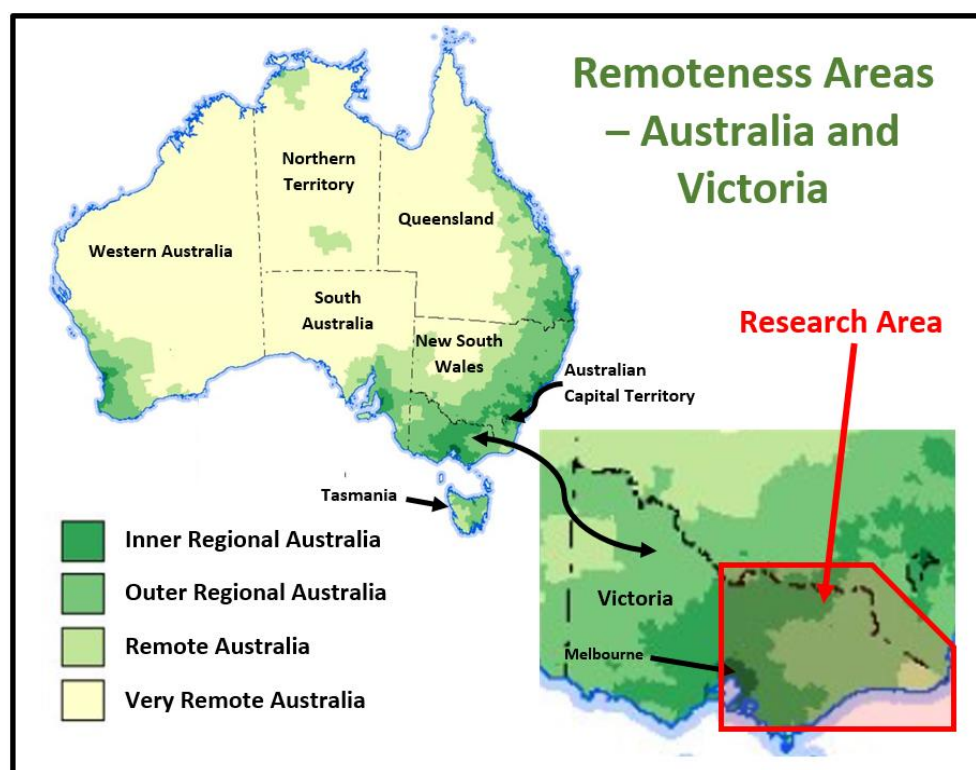 Remoteness Areas
– Australia and
Victoria
Northern
Territory
Queensland
Western Australia
South
Australia
New South
Wales
Research Area
Australian
Capital Territory
Tasmania
Inner Regional Australia
Outer Regional Australia
Remote Australia
Very Remote Australia
Victoria
Melbourne